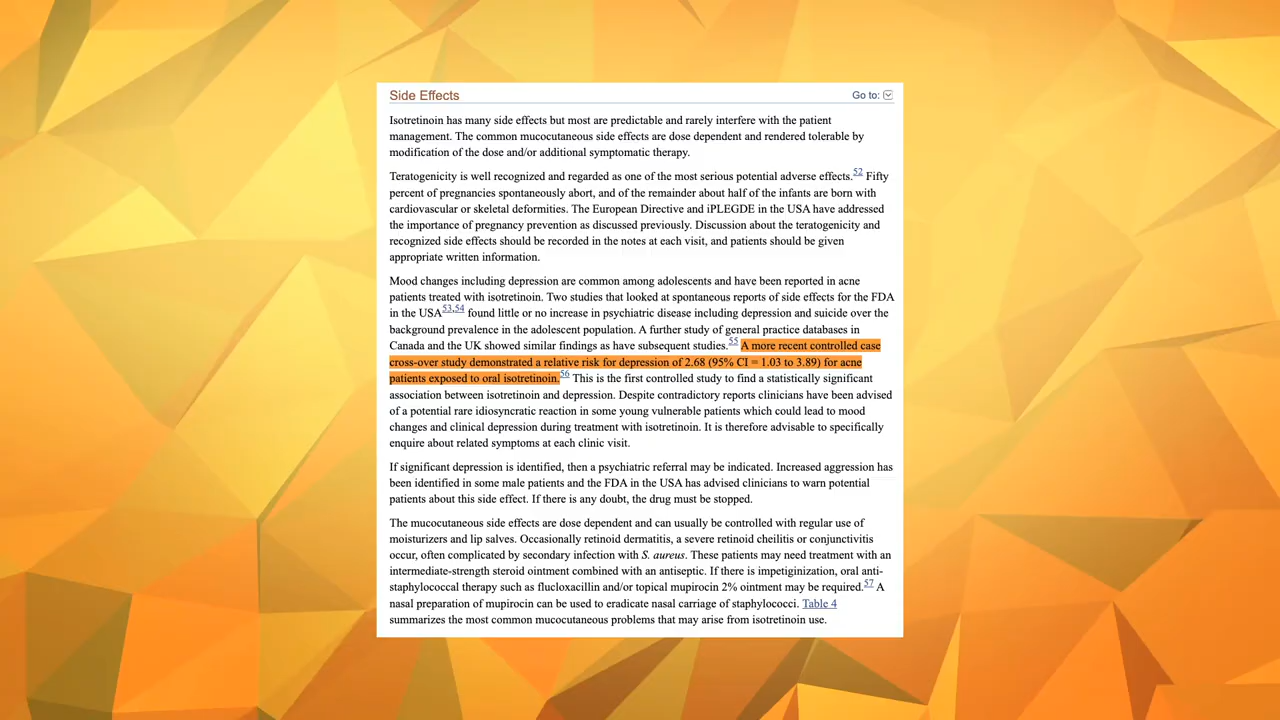 Side Effects
Go to:
Isotretinoin has many side effects but most are predictable and rarely interfere with the patient
management. The common mucocutaneous side effects are dose dependent and rendered tolerable by
modification of the dose and/or additional symptomatic therapy.
Teratogenicity is well recognized and regarded as one of the most serious potential adverse effects.52 Fifty
percent of pregnancies spontaneously abort, and of the remainder about half of the infants are born with
cardiovascular or skeletal deformities. The European Directive and iPLEGDE in the USA have addressed
the importance of pregnancy prevention as discussed previously. Discussion about the teratogenicity and
recognized side effects should be recorded in the notes at each visit, and patients should be given
appropriate written information.
Mood changes including depression are common among adolescents and have been reported in acne
patients treated with isotretinoin. Two studies that looked at spontaneous reports of side effects for the FDA
in the USA53,54 found little or no increase in psychiatric disease including depression and suicide over the
background prevalence in the adolescent population. A further study of general practice databases in
Canada and the UK showed similar findings as have subsequent studies.55 A more recent controlled case
cross-over study demonstrated a relative risk for depression of 2.68 (95% CI = 1.03 to 3.89) for acne
patients exposed to oral isotretinoin.56 This is the first controlled study to find a statistically significant
association between isotretinoin and depression. Despite contradictory reports clinicians have been advised
of a potential rare idiosyncratic reaction in some young vulnerable patients which could lead to mood
changes and clinical depression during treatment with isotretinoin. It is therefore advisable to specifically
enquire about related symptoms at each clinic visit.
If significant depression is identified, then a psychiatric referral may be indicated. Increased aggression has
been identified in some male patients and the FDA in the USA has advised clinicians to warn potential
patients about this side effect. If there is any doubt, the drug must be stopped.
The mucocutaneous side effects are dose dependent and can usually be controlled with regular use of
moisturizers and lip salves. Occasionally retinoid dermatitis, a severe retinoid cheilitis or conjunctivitis
occur, often complicated by secondary infection with S. aureus. These patients may need treatment with an
intermediate-strength steroid ointment combined with an antiseptic. If there is impetiginization, oral anti-
staphylococcal therapy such as flucloxacillin and/or topical mupirocin 2% ointment may be required.57 A
nasal preparation of mupirocin can be used to eradicate nasal carriage of staphylococci. Table 4
summarizes the most common mucocutaneous problems that may arise from isotretinoin use.